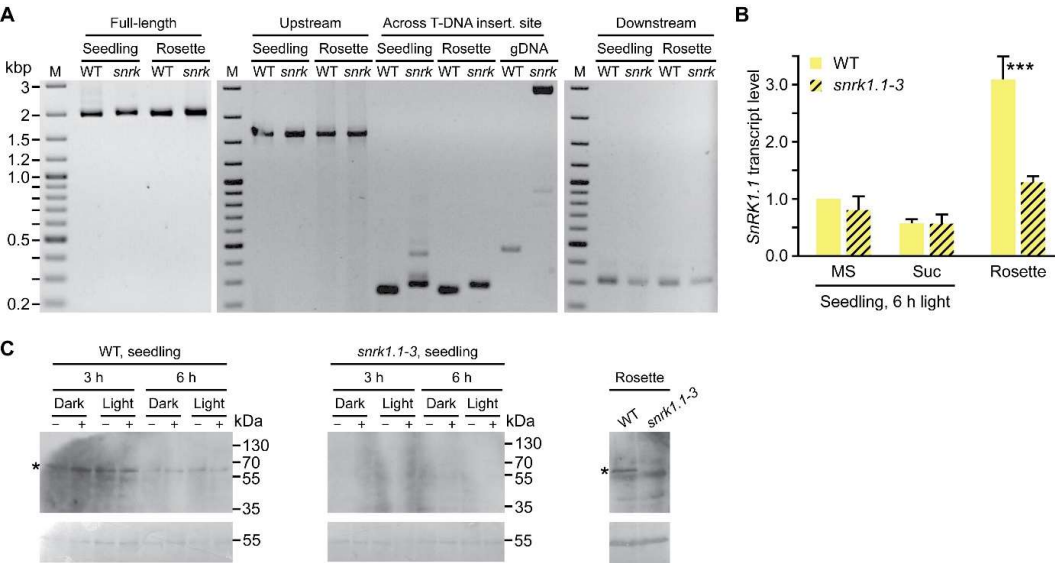 A
Full-length
Upstream
Across T-DNA insert. site
Downstream
Seedling Rosette
Seedling Rosette
Seedling Rosette gDNA
Seedling Rosette
kbp M WT snrk WT snrk
M WT snrk WT snrk WT snrk WT snrk WT snrk
M WT snrk WT snrk
3
2
1.5
1.2
1.0
0.5
0.2
B
WT
snrk1.1-3
SnRK1.1 transcript level
3.0
2.0
1.0
0.0
***
MS Suc Rosette
Seedling, 6 h light
C
WT, seedling
3 h 6 h
Dark Light Dark Light
– + – + – + – + kDa
*
130
70
55
35
55
snrk1.1-3, seedling
3 h 6 h
Dark Light Dark Light
– + – + – + – + kDa
130
70
55
35
55
Rosette
WT snrk1.1-3
*